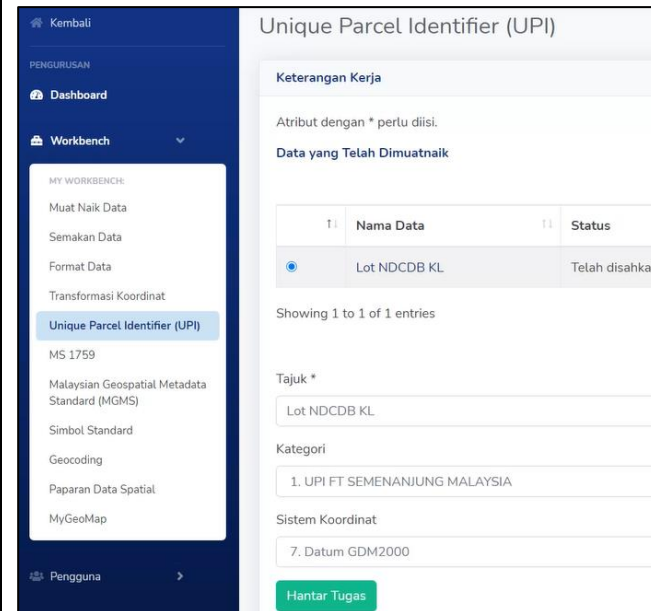 Kembali
PENGURUSAN
Dashboard
Workbench
MY WORKBENCH:
Muat Naik Data
Semakan Data
Format Data
Transformasi Koordinat
Unique Parcel Identifier (UPI)
MS 1759
Malaysian Geospatial Metadata
Standard (MGMS)
Simbol Standard
Geocoding
Paparan Data Spatial
MyGeoMap
Pengguna
Unique Parcel Identifier (UPI)
Keterangan Kerja
Atribut dengan * perlu diisi.
Data yang Telah Dimuatnaik
Nama Data Status
Lot NDCDB KL Telah disahka
Showing 1 to 1 of 1 entries
Tajuk *
Lot NDCDB KL
Kategori
1. UPI FT SEMENANJUNG MALAYSIA
Sistem Koordinat
7. Datum GDM2000
Hantar Tugas